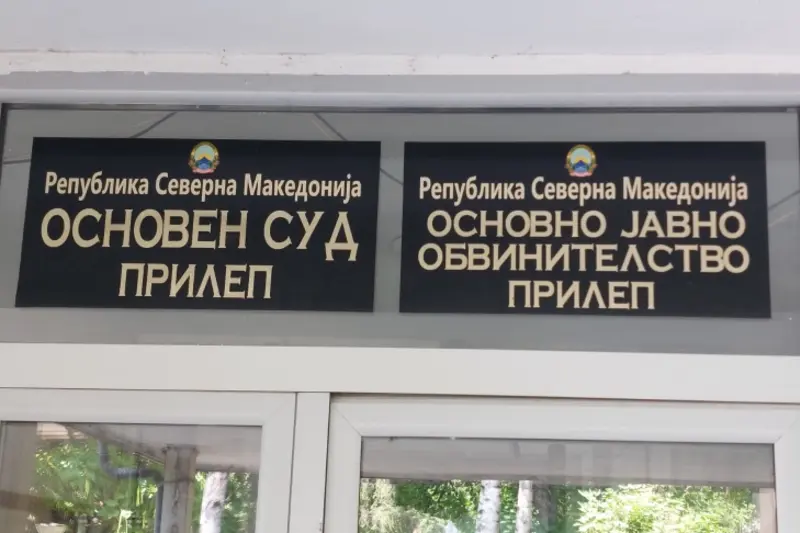 Република Северна Македонија
ОСНОВЕН СУД
ПРИЛЕП
Република Северна Македонија
ОСНОВНО ЈАВНО
ОБВИНИТЕЛСТВО
ПРИЛЕП